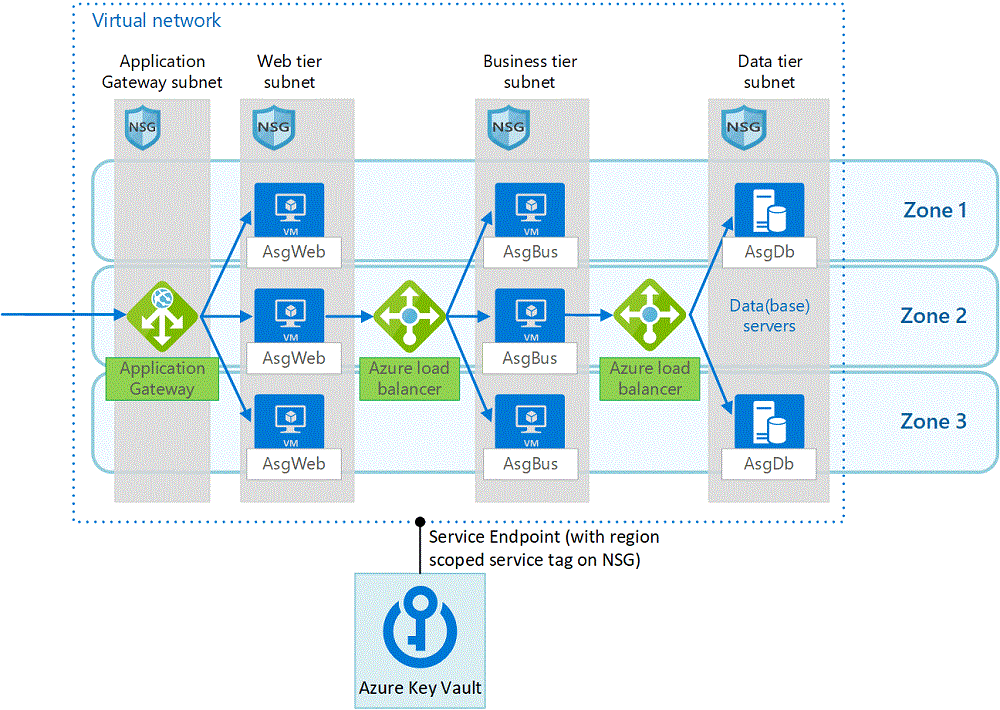 Virtual network
Application
Gateway subnet
Web tier
subnet
Business tier
subnet
Data tier
subnet
NSG
NSG
NSG
NSG
VM
AsgWeb
VM
AsgBus
AsgDb
Zone 1
Application
Gateway
VM
AsgWeb
Azure load
balancer
VM
AsgBus
Azure load
balancer
Data(base)
servers
Zone 2
VM
AsgWeb
VM
AsgBus
AsgDb
Zone 3
Service Endpoint (with region
scoped service tag on NSG)
Azure Key Vault